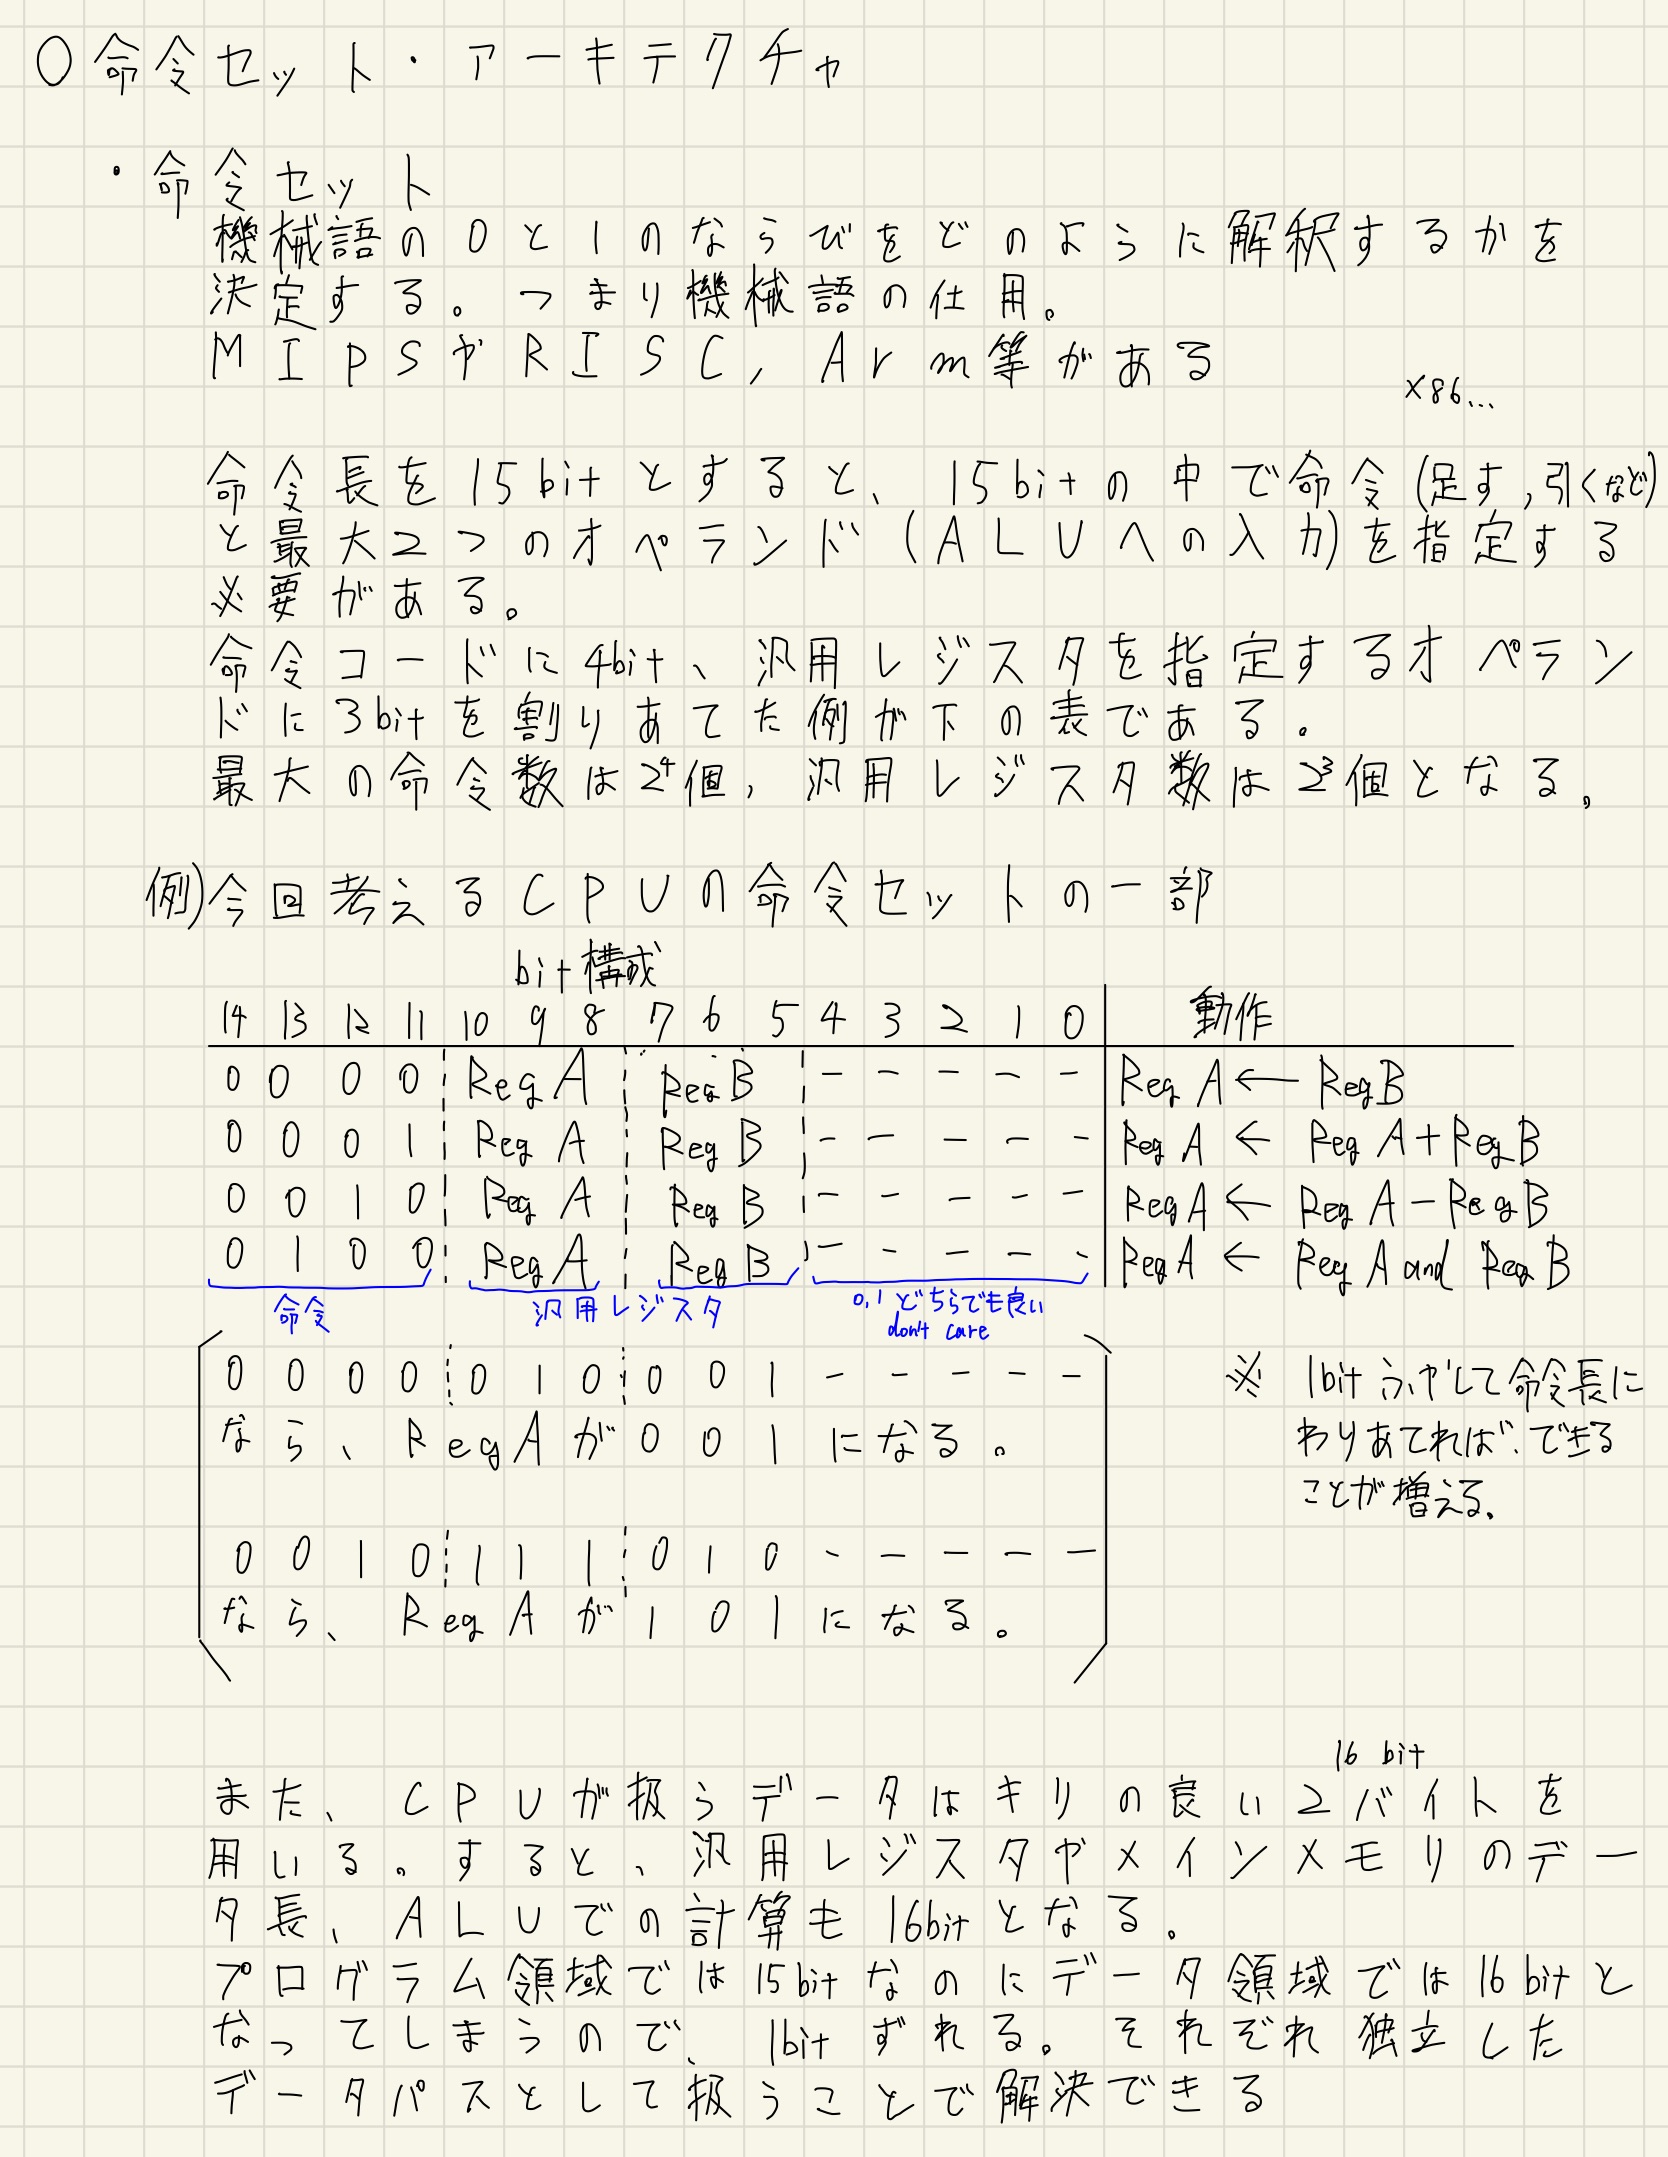 ○命令セット・アーキテクチャ
・命令セット
機械語の0と1のならびをどのように解釈するかを
決定する。つまり機械語の仕用。
MIpSやRISC, Arm等がある
x86...
命令長を15bitとすると、15bitの中で命令(足す,引くなど)
と最大2つのオペランド(ALUへの入力)を指定する
必要がある。
命令コードに4bit、汎用レジスタを指定するオペラン
ドに3bitを割りあてた例が下の表である。
最大の命令数は2⁴個, 汎用レジスタ数は2³個となる。
例)今回考えるCPUの命令セットの一部
bit構成
14 13 12 11 10 9 8 7 6 5 4 3 2 1 0 動作
0 0 0 0 Reg A Reg B - - - - - Reg A ← Reg B
0 0 0 1 Reg A Reg B - - - - - Reg A ← Reg A + Reg B
0 0 1 0 Reg A Reg B - - - - - Reg A ← Reg A - Reg B
0 1 0 0 Reg A Reg B - - - - - Reg A ← Reg A and Reg B
命令 汎用レジスタ 0,1どちらでも良い
don't care
0 0 0 0 0 1 0 0 0 1 - - - - -
なら、RegAが001になる。
0 0 1 0 1 1 1 0 1 0 - - - - -
なら、RegAが101になる。
※ 1bitふやして命令長に
わりあてれば、できる
ことが増える。
16 bit
また、CPUが扱うデータはキリの良い2バイトを
用いる。すると、汎用レジスタやメインメモリのデー
タ長、ALUでの計算も16bitとなる。
プログラム領域では15bitなのにデータ領域では16bitと
なってしまうので、1bitずれる。それぞれ独立した
データパスとして扱うことで解決できる